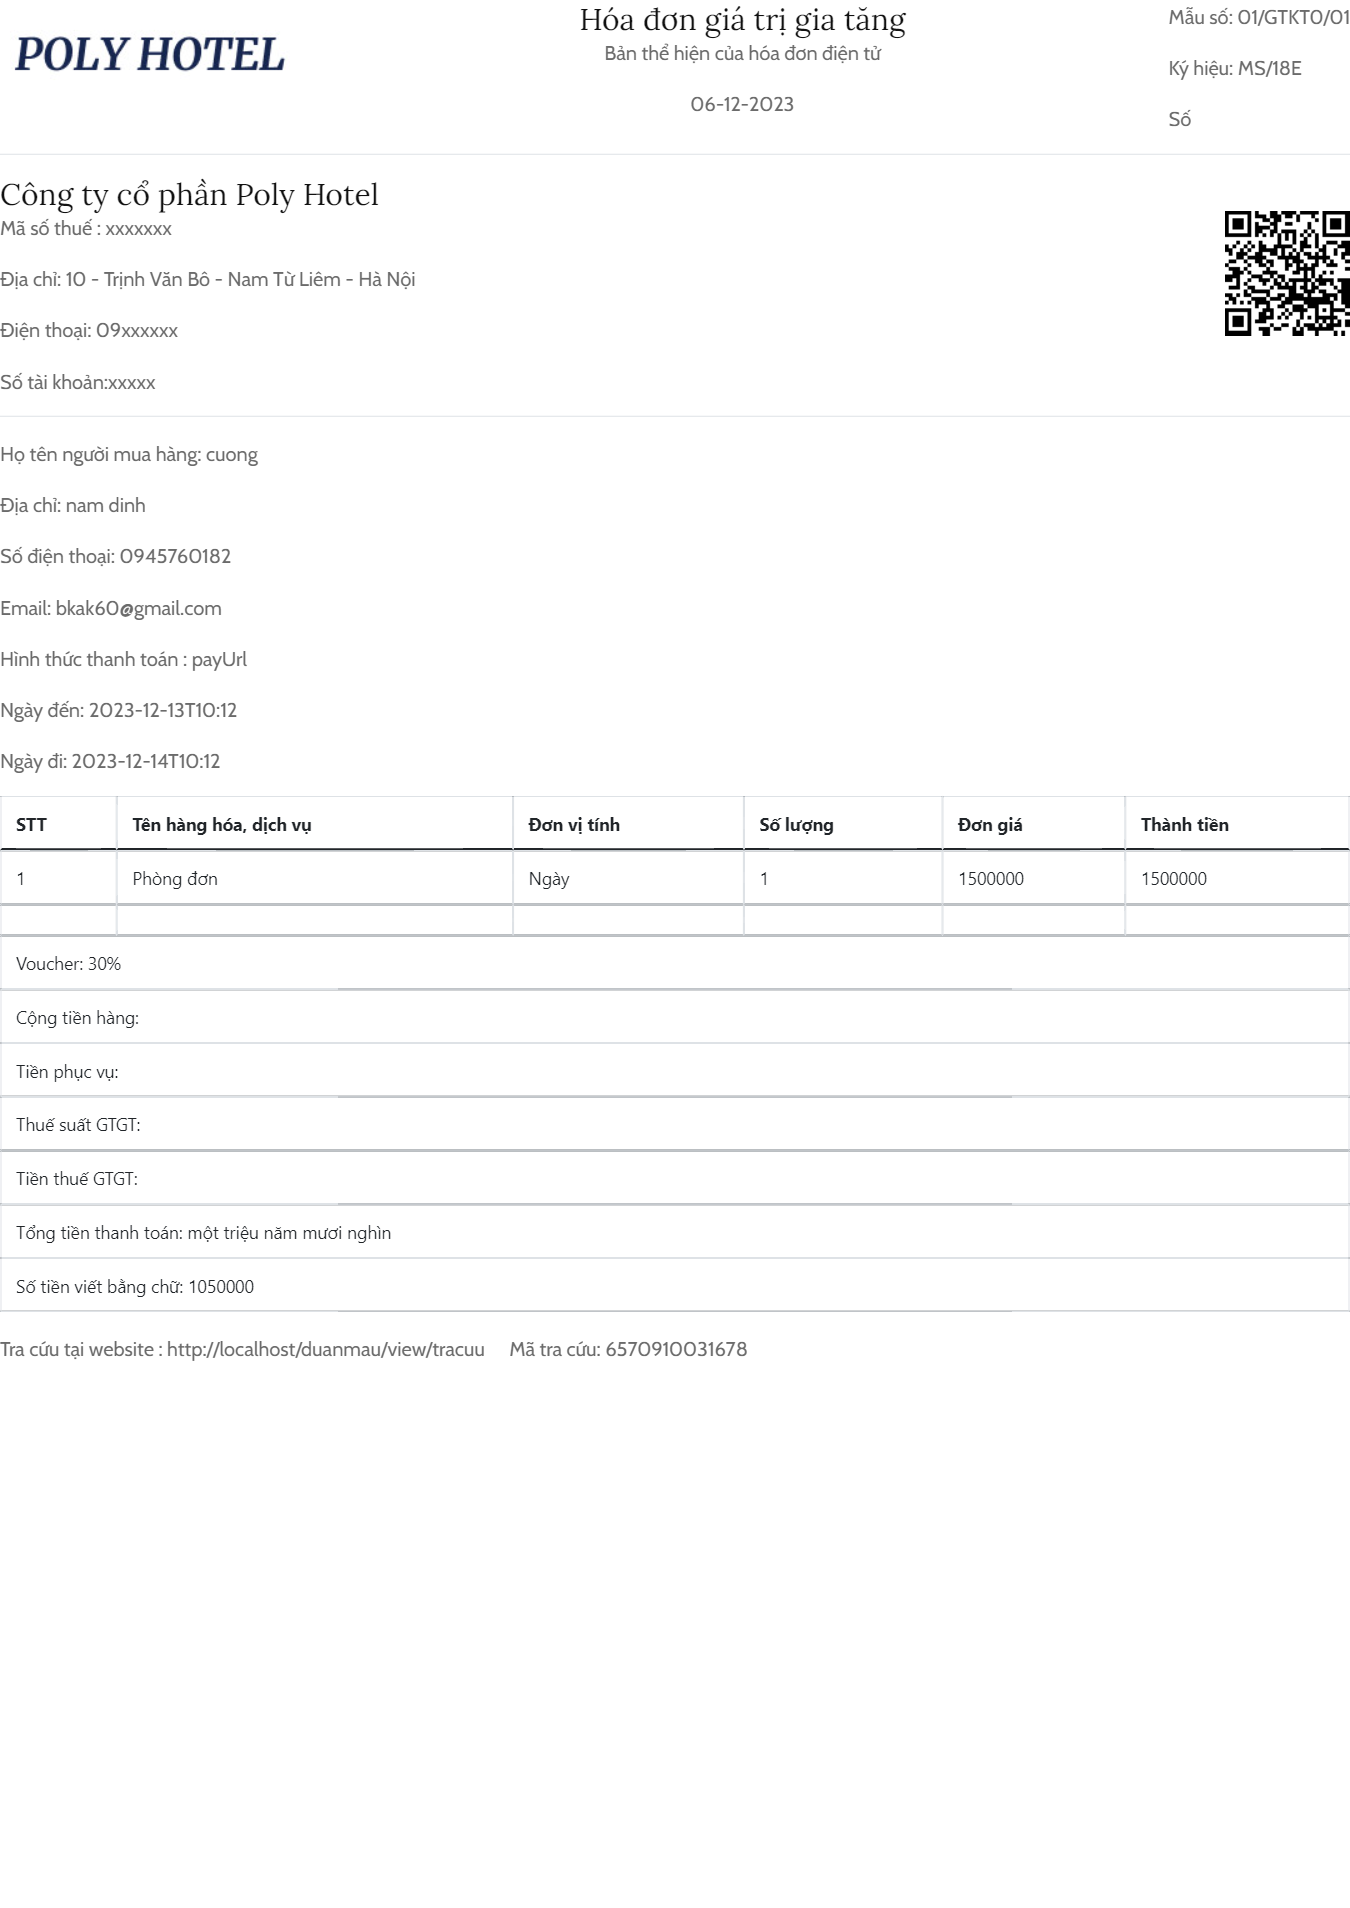 POLY HOTEL
Hóa đơn giá trị gia tăng
Bản thể hiện của hóa đơn điện tử
06-12-2023
Mẫu số: 01/GTKT0/01
Ký hiệu: MS/18E
Số
Công ty cổ phần Poly Hotel
Mã số thuế : xxxxxxx
Địa chỉ: 10 - Trịnh Văn Bô - Nam Từ Liêm - Hà Nội
Điện thoại: 09xxxxxx
Số tài khoản:xxxxx
Họ tên người mua hàng: cuong
Địa chỉ: nam dinh
Số điện thoại: 0945760182
Email: bkak60@gmail.com
Hình thức thanh toán : payUrl
Ngày đến: 2023-12-13T10:12
Ngày đi: 2023-12-14T10:12
STT Tên hàng hóa, dịch vụ Đơn vị tính Số lượng Đơn giá Thành tiền
1 Phòng đơn Ngày 1 1500000 1500000
Voucher: 30%
Cộng tiền hàng:
Tiền phục vụ:
Thuế suất GTGT:
Tiền thuế GTGT:
Tổng tiền thanh toán: một triệu năm mươi nghìn
Số tiền viết bằng chữ: 1050000
Tra cứu tại website : http://localhost/duanmau/view/tracuu Mã tra cứu: 6570910031678